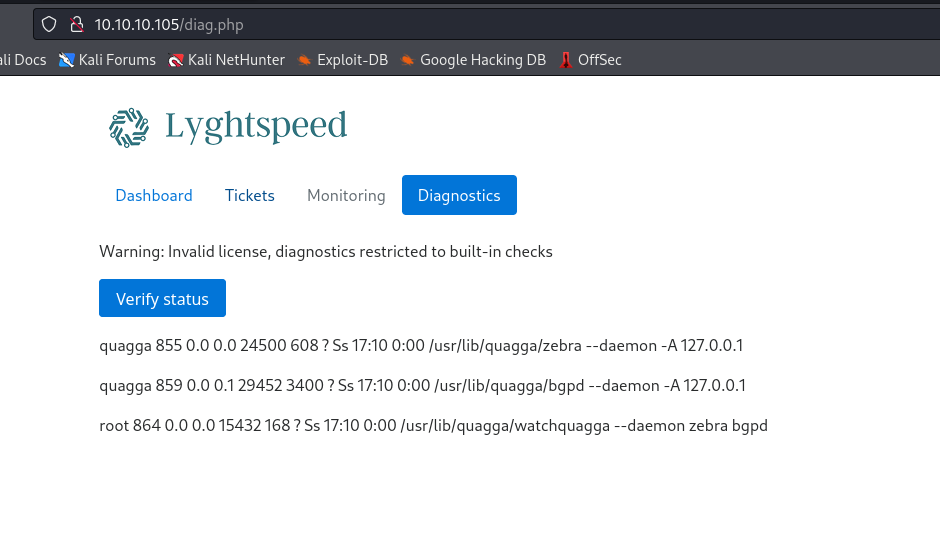 10.10.10.105/diag.php
ali Docs Kali Forums Kali NetHunter Exploit-DB Google Hacking DB OffSec
Lyghtspeed
Dashboard Tickets Monitoring Diagnostics
Warning: Invalid license, diagnostics restricted to built-in checks
Verify status
quagga 855 0.0 0.0 24500 608 ? Ss 17:10 0:00 /usr/lib/quagga/zebra --daemon -A 127.0.0.1
quagga 859 0.0 0.1 29452 3400 ? Ss 17:10 0:00 /usr/lib/quagga/bgpd --daemon -A 127.0.0.1
root 864 0.0 0.0 15432 168 ? Ss 17:10 0:00 /usr/lib/quagga/watchquagga --daemon zebra bgpd